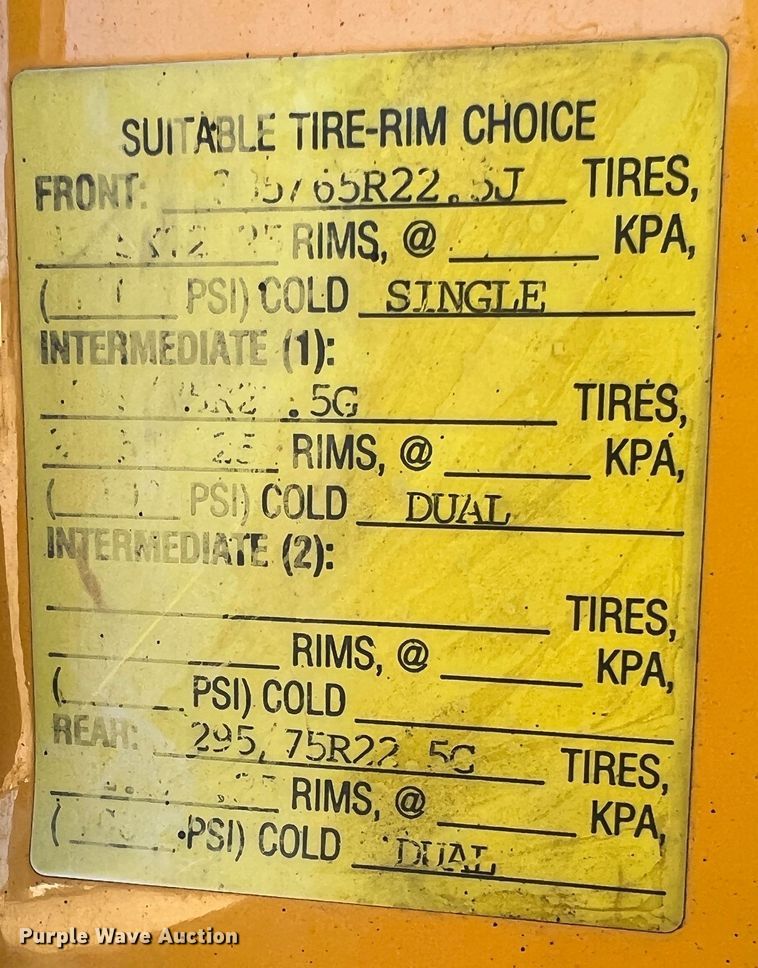 SUITABLE TIRE-RIM CHOICE
FRONT: TIRES,
RIMS, @ KPA,
( PSI) COLD SINGLE
INTERMEDIATE (1):
TIRES,
RIMS, @ KPA,
( PSI) COLD DUAL
INTERMEDIATE (2):
TIRES,
RIMS, @ KPA,
( PSI) COLD
REAR: 295/75R22.5G TIRES,
RIMS, @ KPA,
( PSI) COLD DUAL
Purple Wave Auction